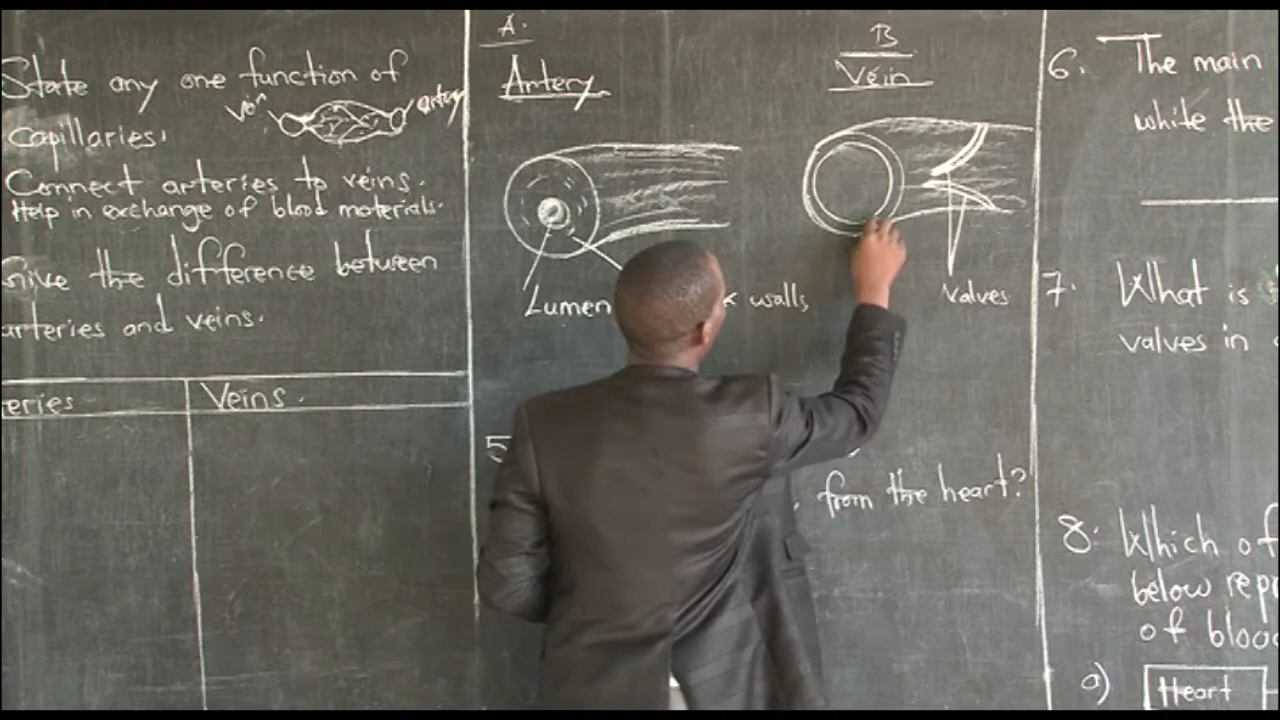 State any one function of
capillaries.
artery
Connect arteries to veins.
Help in exchange of blood materials.
Give the difference between
arteries and veins.
eries
Veins.
A.
Artery
Lumen
walls
B
Vein
Valves
5
from the heart?
6. The main
white the
7. What is
valves in
8. Which of
below rep
of bloo
a) Heart